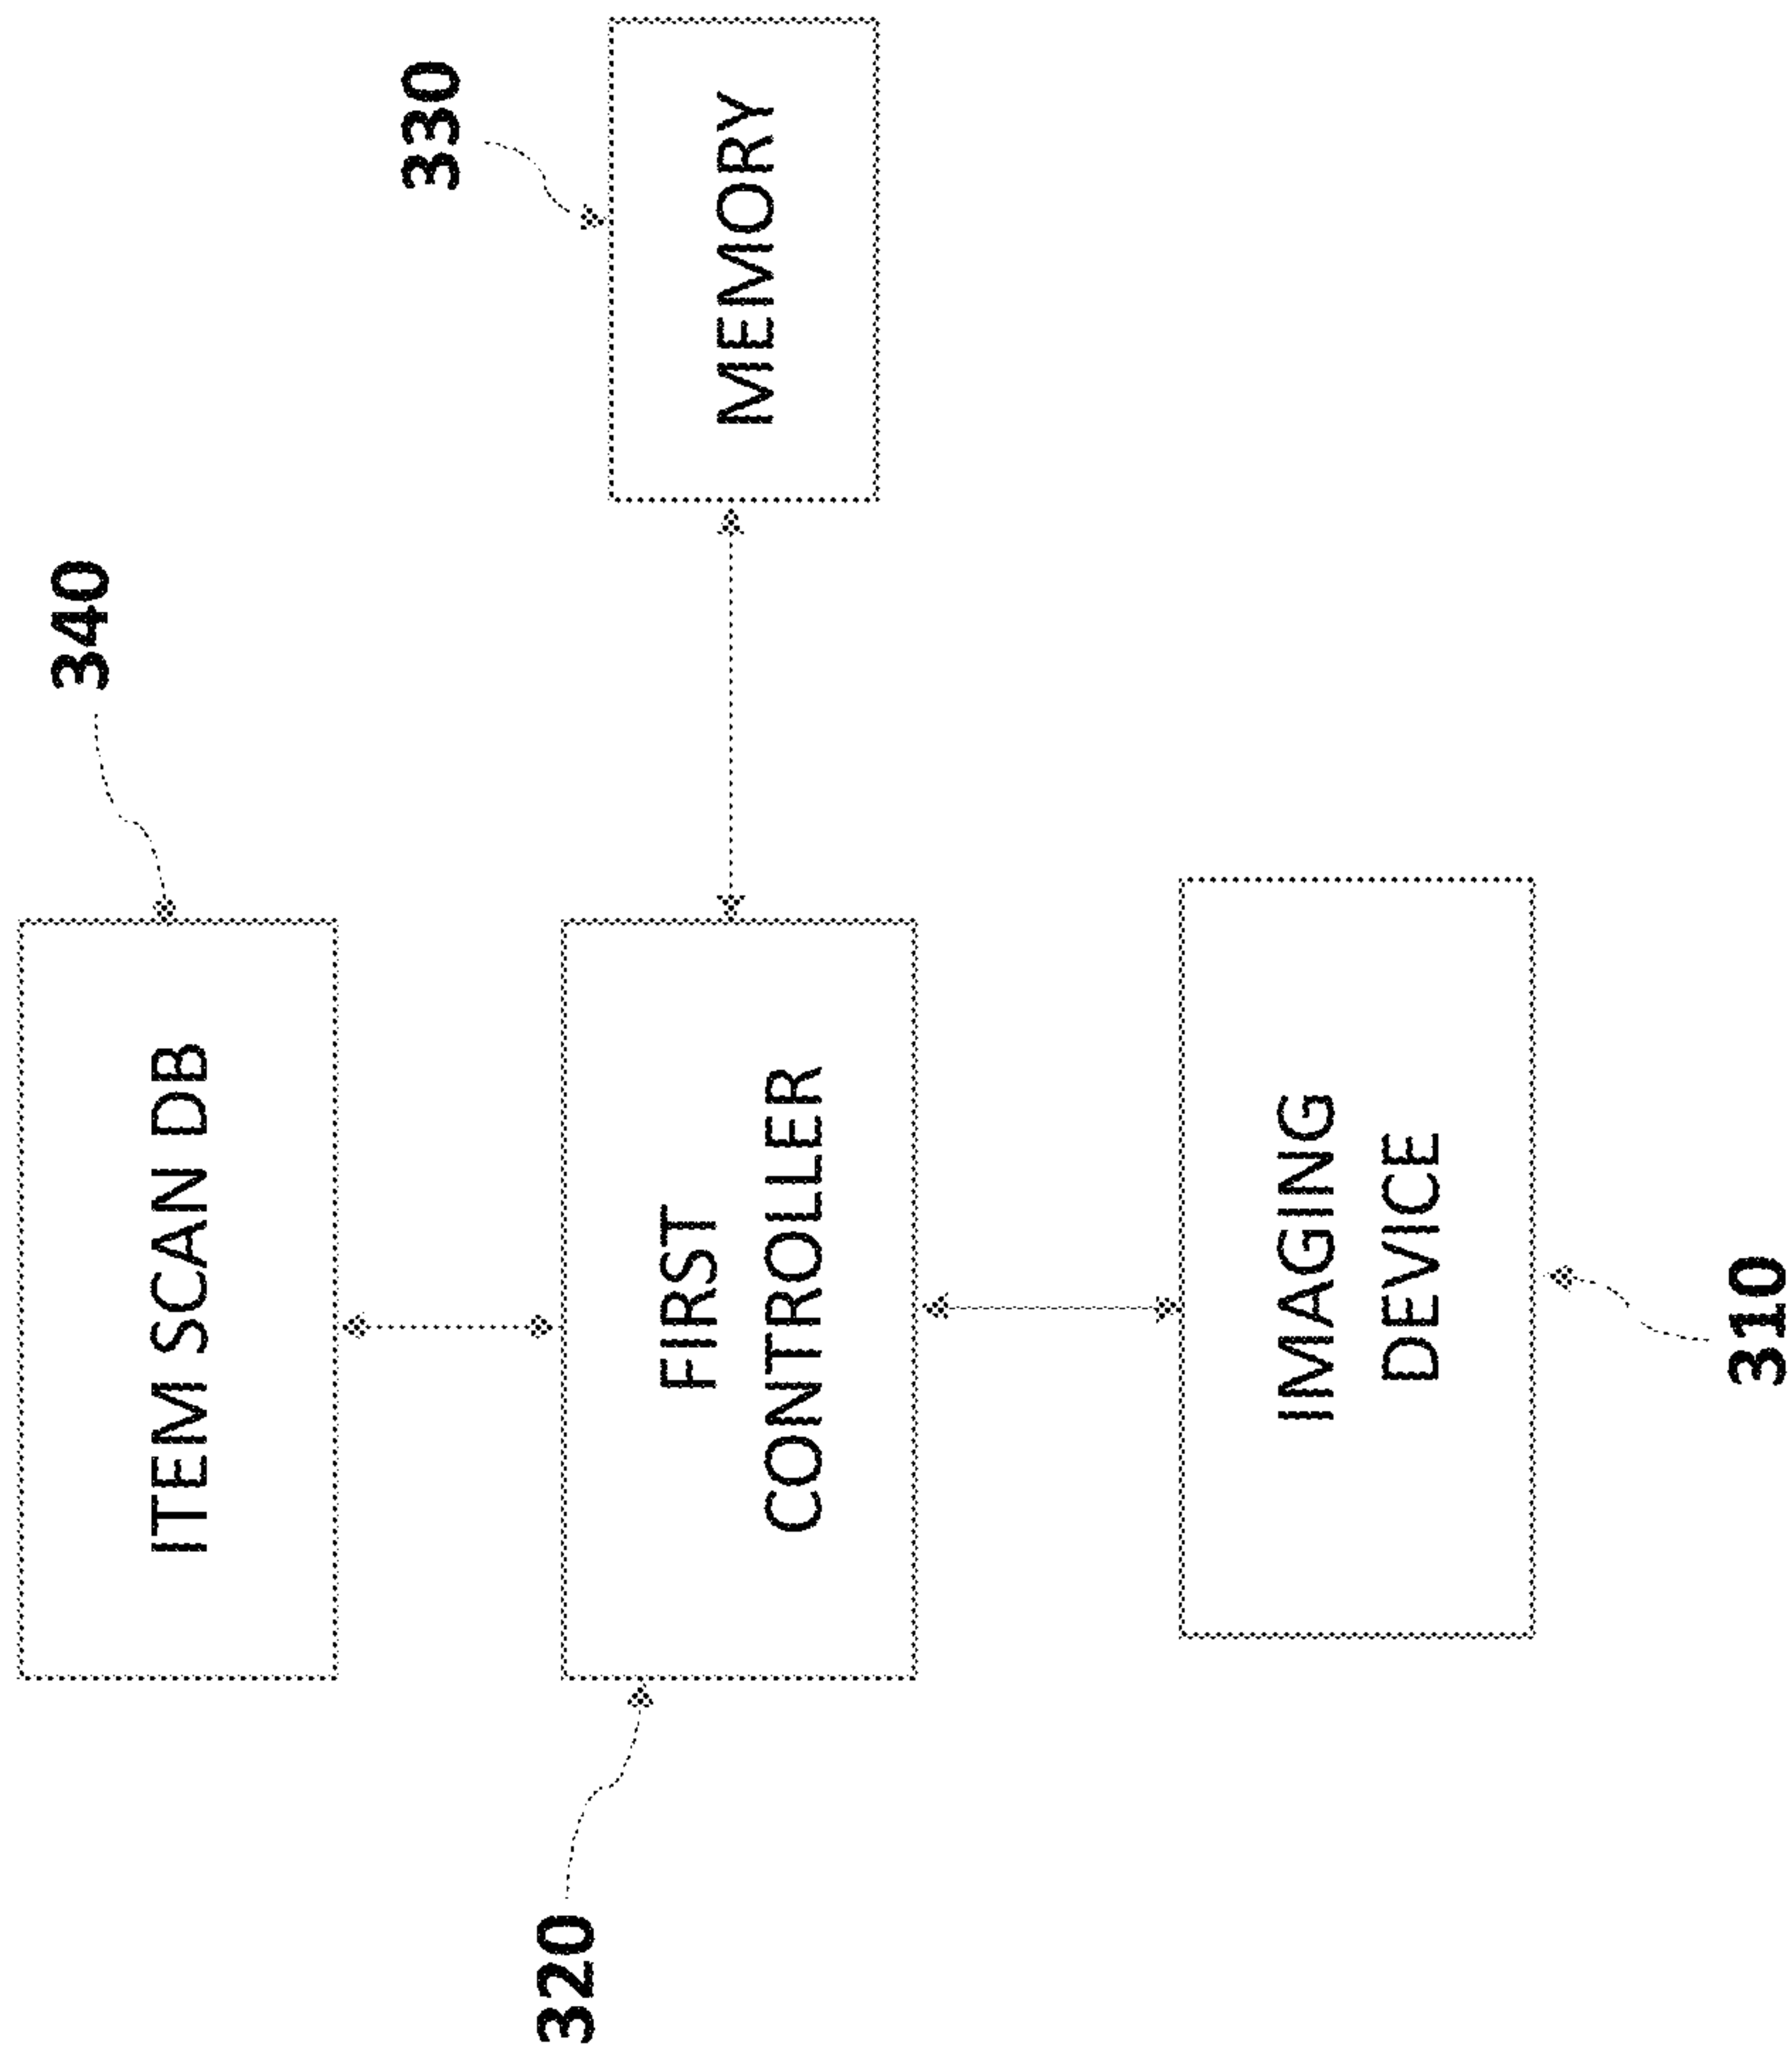 340
ITEM SCAN DB
330
MEMORY
320
FIRST
CONTROLLER
IMAGING
DEVICE
310